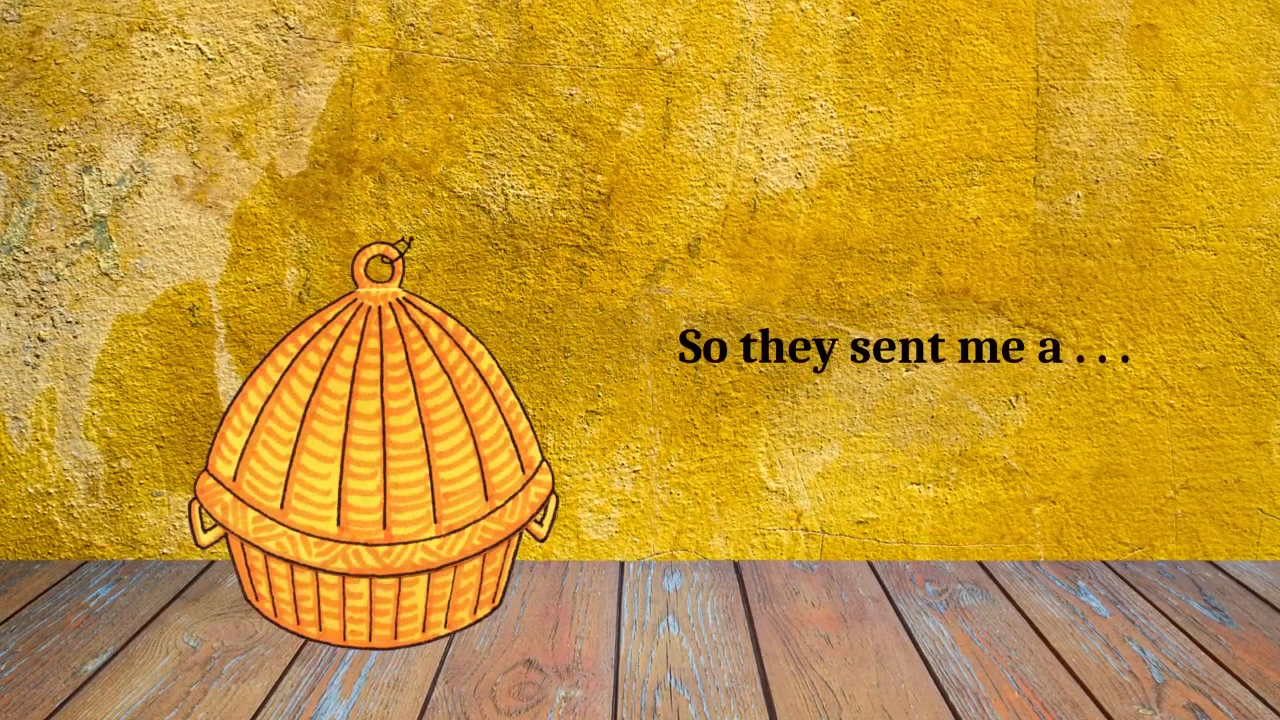 So they sent me a . . .